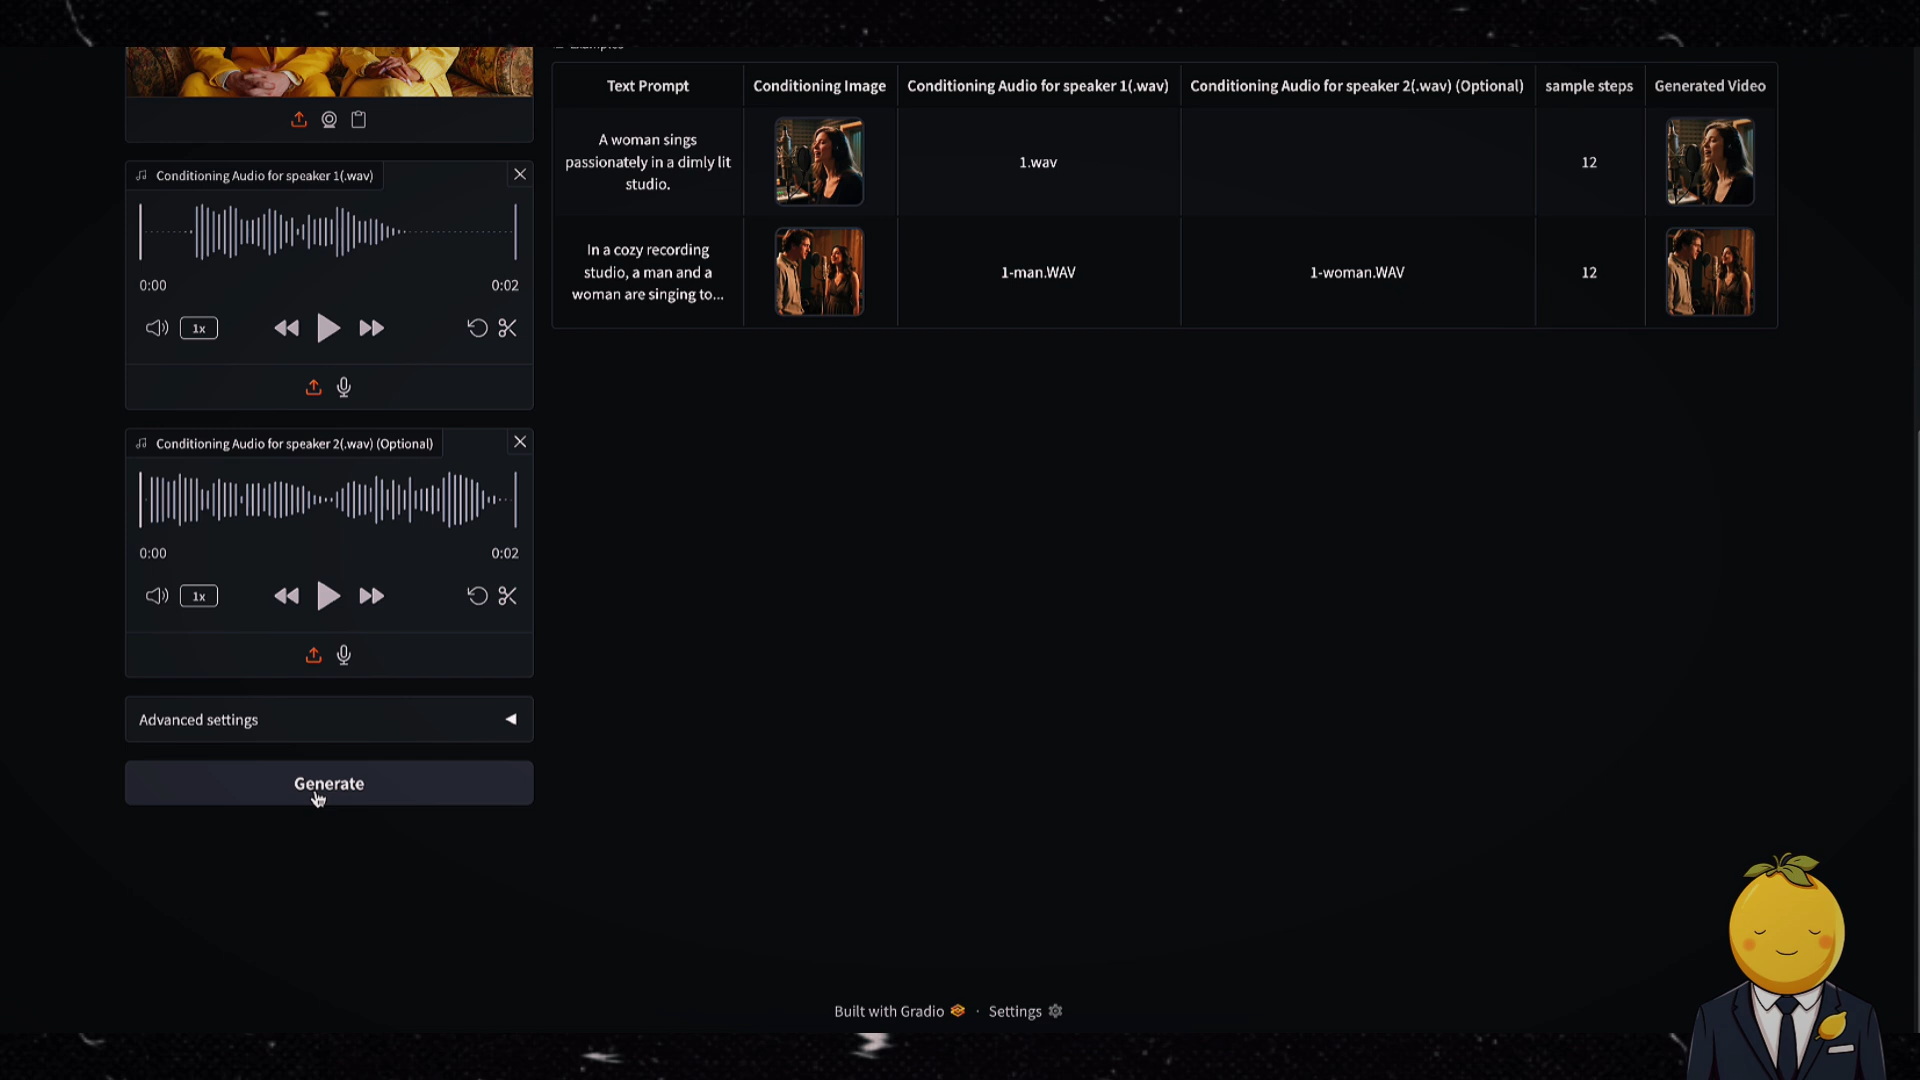 Examples
Text Prompt
Conditioning Image
Conditioning Audio for speaker 1(.wav)
Conditioning Audio for speaker 2(.wav) (Optional)
sample steps
Generated Video
A woman sings
passionately in a dimly lit
studio.
1.wav
12
In a cozy recording
studio, a man and a
woman are singing to...
1-man.WAV
1-woman.WAV
12
Conditioning Audio for speaker 1(.wav)
0:00
0:02
1x
Conditioning Audio for speaker 2(.wav) (Optional)
0:00
0:02
1x
Advanced settings
Generate
Built with Gradio · Settings